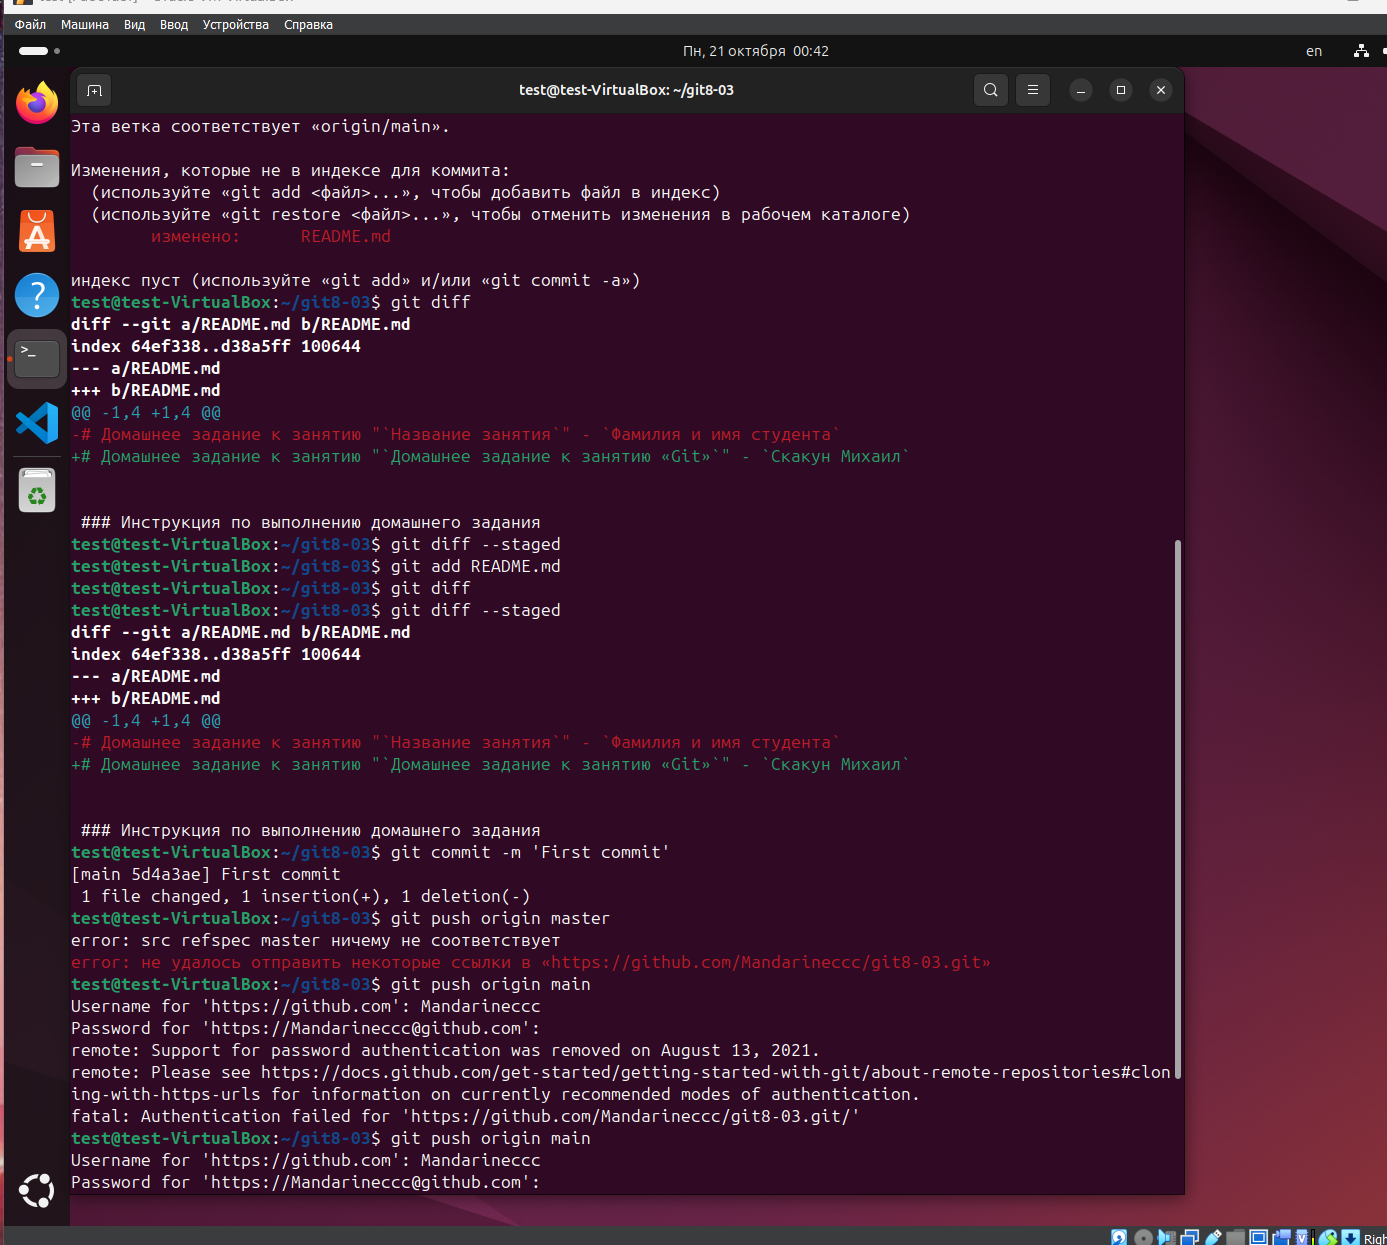 Файл Машина Вид Ввод Устройства Справка
Пн, 21 октября 00:42
en
test@test-VirtualBox: ~/git8-03
Эта ветка соответствует «origin/main».
Изменения, которые не в индексе для коммита:
(используйте «git add <файл>...», чтобы добавить файл в индекс)
(используйте «git restore <файл>...», чтобы отменить изменения в рабочем каталоге)
изменено: README.md
индекс пуст (используйте «git add» и/или «git commit -a»)
test@test-VirtualBox:~/git8-03$ git diff
diff --git a/README.md b/README.md
index 64ef338..d38a5ff 100644
--- a/README.md
+++ b/README.md
@@ -1,4 +1,4 @@
-# Домашнее задание к занятию "`Название занятия`" - `Фамилия и имя студента`
+# Домашнее задание к занятию "`Домашнее задание к занятию «Git»`" - `Скакун Михаил`
### Инструкция по выполнению домашнего задания
test@test-VirtualBox:~/git8-03$ git diff --staged
test@test-VirtualBox:~/git8-03$ git add README.md
test@test-VirtualBox:~/git8-03$ git diff
test@test-VirtualBox:~/git8-03$ git diff --staged
diff --git a/README.md b/README.md
index 64ef338..d38a5ff 100644
--- a/README.md
+++ b/README.md
@@ -1,4 +1,4 @@
-# Домашнее задание к занятию "`Название занятия`" - `Фамилия и имя студента`
+# Домашнее задание к занятию "`Домашнее задание к занятию «Git»`" - `Скакун Михаил`
### Инструкция по выполнению домашнего задания
test@test-VirtualBox:~/git8-03$ git commit -m 'First commit'
[main 5d4a3ae] First commit
1 file changed, 1 insertion(+), 1 deletion(-)
test@test-VirtualBox:~/git8-03$ git push origin master
error: src refspec master ничему не соответствует
error: не удалось отправить некоторые ссылки в «https://github.com/Mandarineccc/git8-03.git»
test@test-VirtualBox:~/git8-03$ git push origin main
Username for 'https://github.com': Mandarineccc
Password for 'https://Mandarineccc@github.com':
remote: Support for password authentication was removed on August 13, 2021.
remote: Please see https://docs.github.com/get-started/getting-started-with-git/about-remote-repositories#clon
ing-with-https-urls for information on currently recommended modes of authentication.
fatal: Authentication failed for 'https://github.com/Mandarineccc/git8-03.git/'
test@test-VirtualBox:~/git8-03$ git push origin main
Username for 'https://github.com': Mandarineccc
Password for 'https://Mandarineccc@github.com':